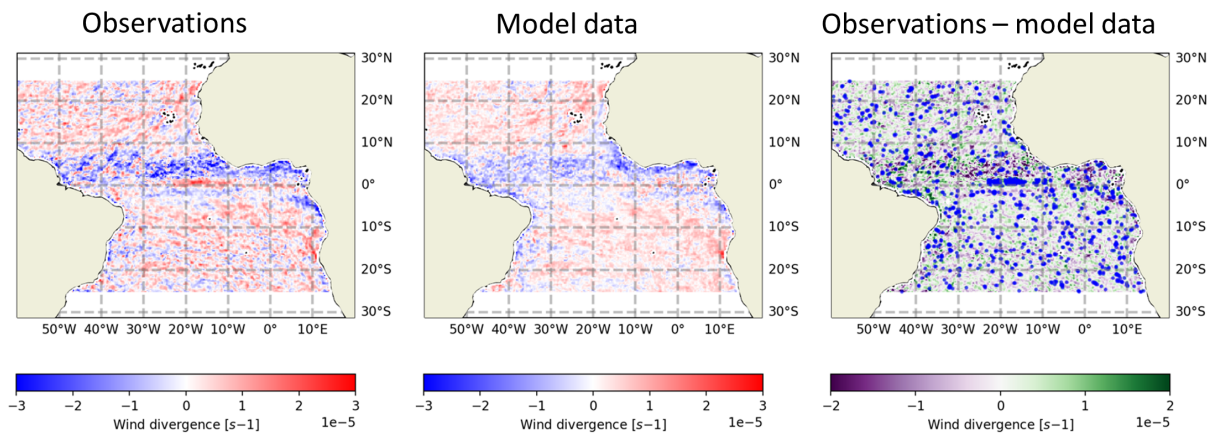 Observations
Model data
Observations – model data
30°N
20°N
10°N
0°
10°S
20°S
30°S
50°W 40°W 30°W 20°W 10°W 0° 10°E
30°N
20°N
10°N
0°
10°S
20°S
30°S
50°W 40°W 30°W 20°W 10°W 0° 10°E
30°N
20°N
10°N
0°
10°S
20°S
30°S
50°W 40°W 30°W 20°W 10°W 0° 10°E
−3 −2 −1 0 1 2 3
1e−5
Wind divergence [s−1]
−3 −2 −1 0 1 2 3
1e−5
Wind divergence [s−1]
−2 −1 0 1 2
1e−5
Wind divergence [s−1]